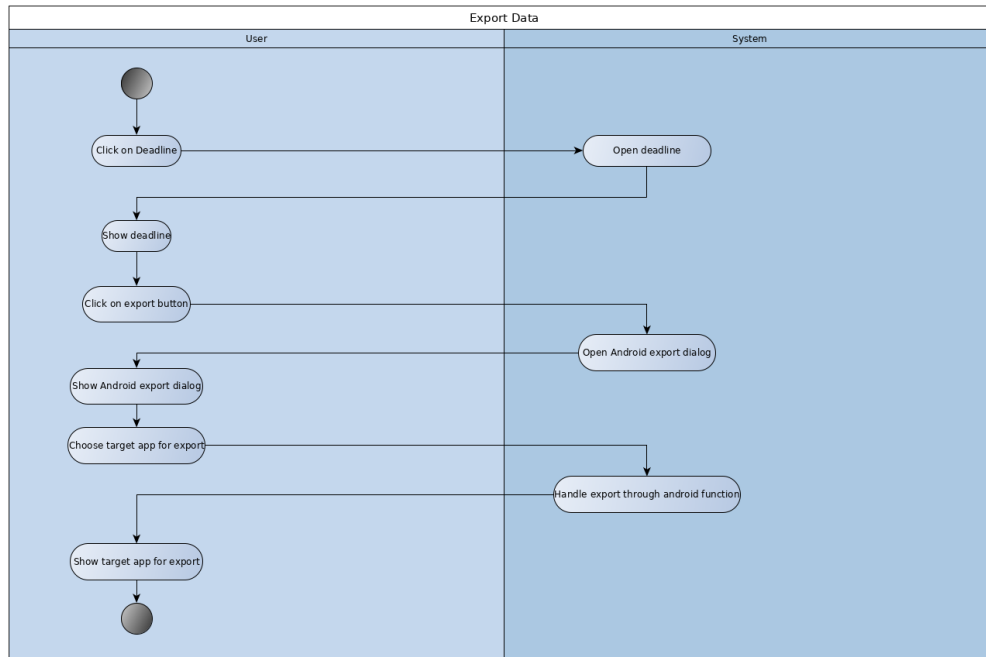 Export Data
User
System
Click on Deadline
Open deadline
Show deadline
Click on export button
Open Android export dialog
Show Android export dialog
Choose target app for export
Handle export through android function
Show target app for export